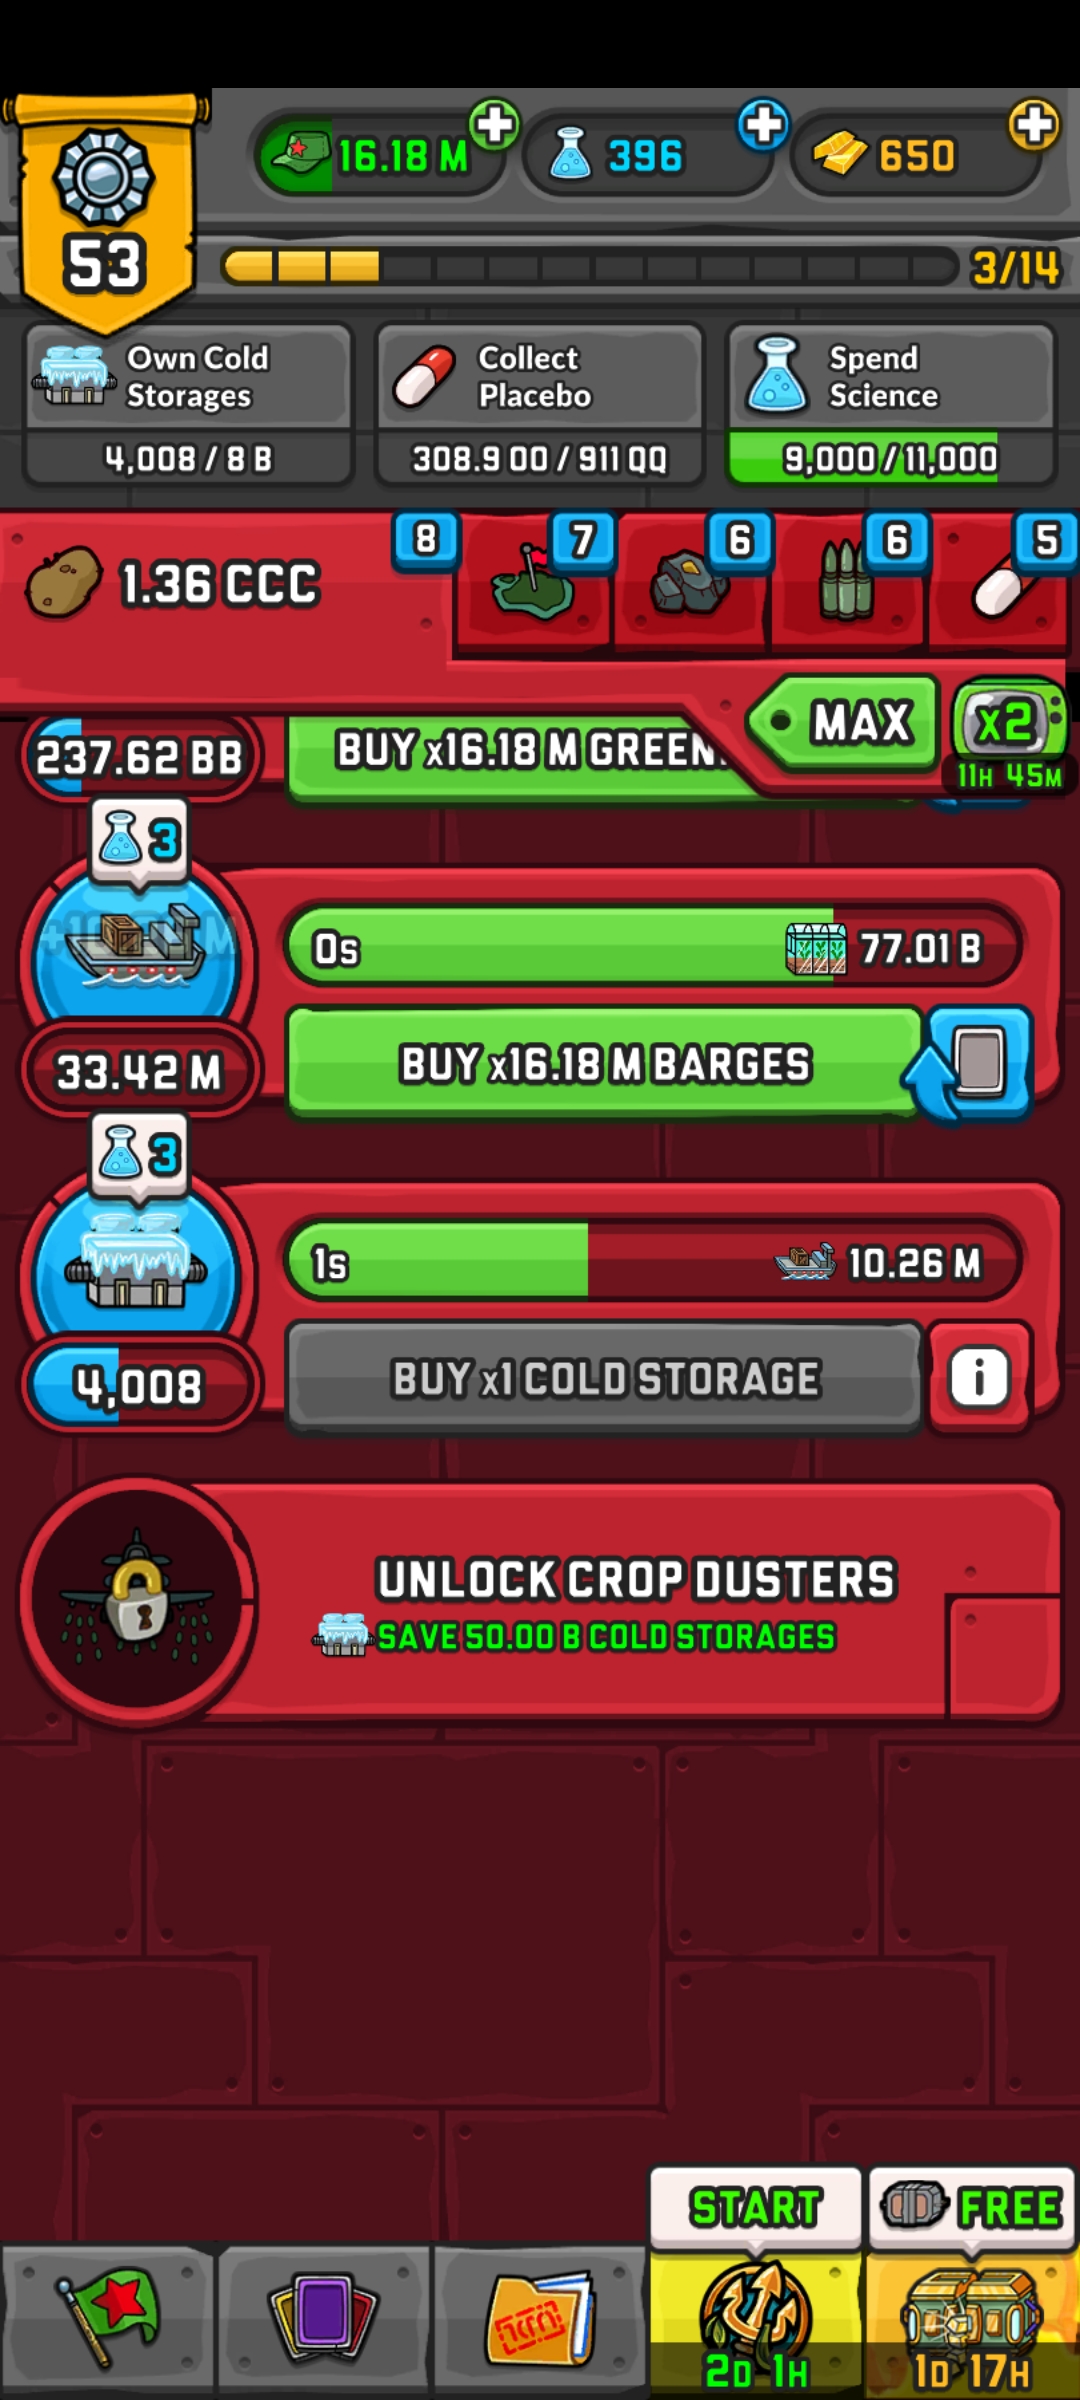 16.18 M
396
650
53
3/14
Own Cold
Storages
4,008 / 8 B
Collect
Placebo
308.9 OO / 911 QQ
Spend
Science
9,000 / 11,000
1.36 CCC
8
7
6
6
5
MAX
X2
11H 45M
237.62 BB
BUY x16.18 M GREEN
3
0s
77.01 B
33.42 M
BUY x16.18 M BARGES
3
1s
10.26 M
4,008
BUY x1 COLD STORAGE
i
UNLOCK CROP DUSTERS
SAVE 50.00 B COLD STORAGES
START
FREE
2D 1H
1D 17H